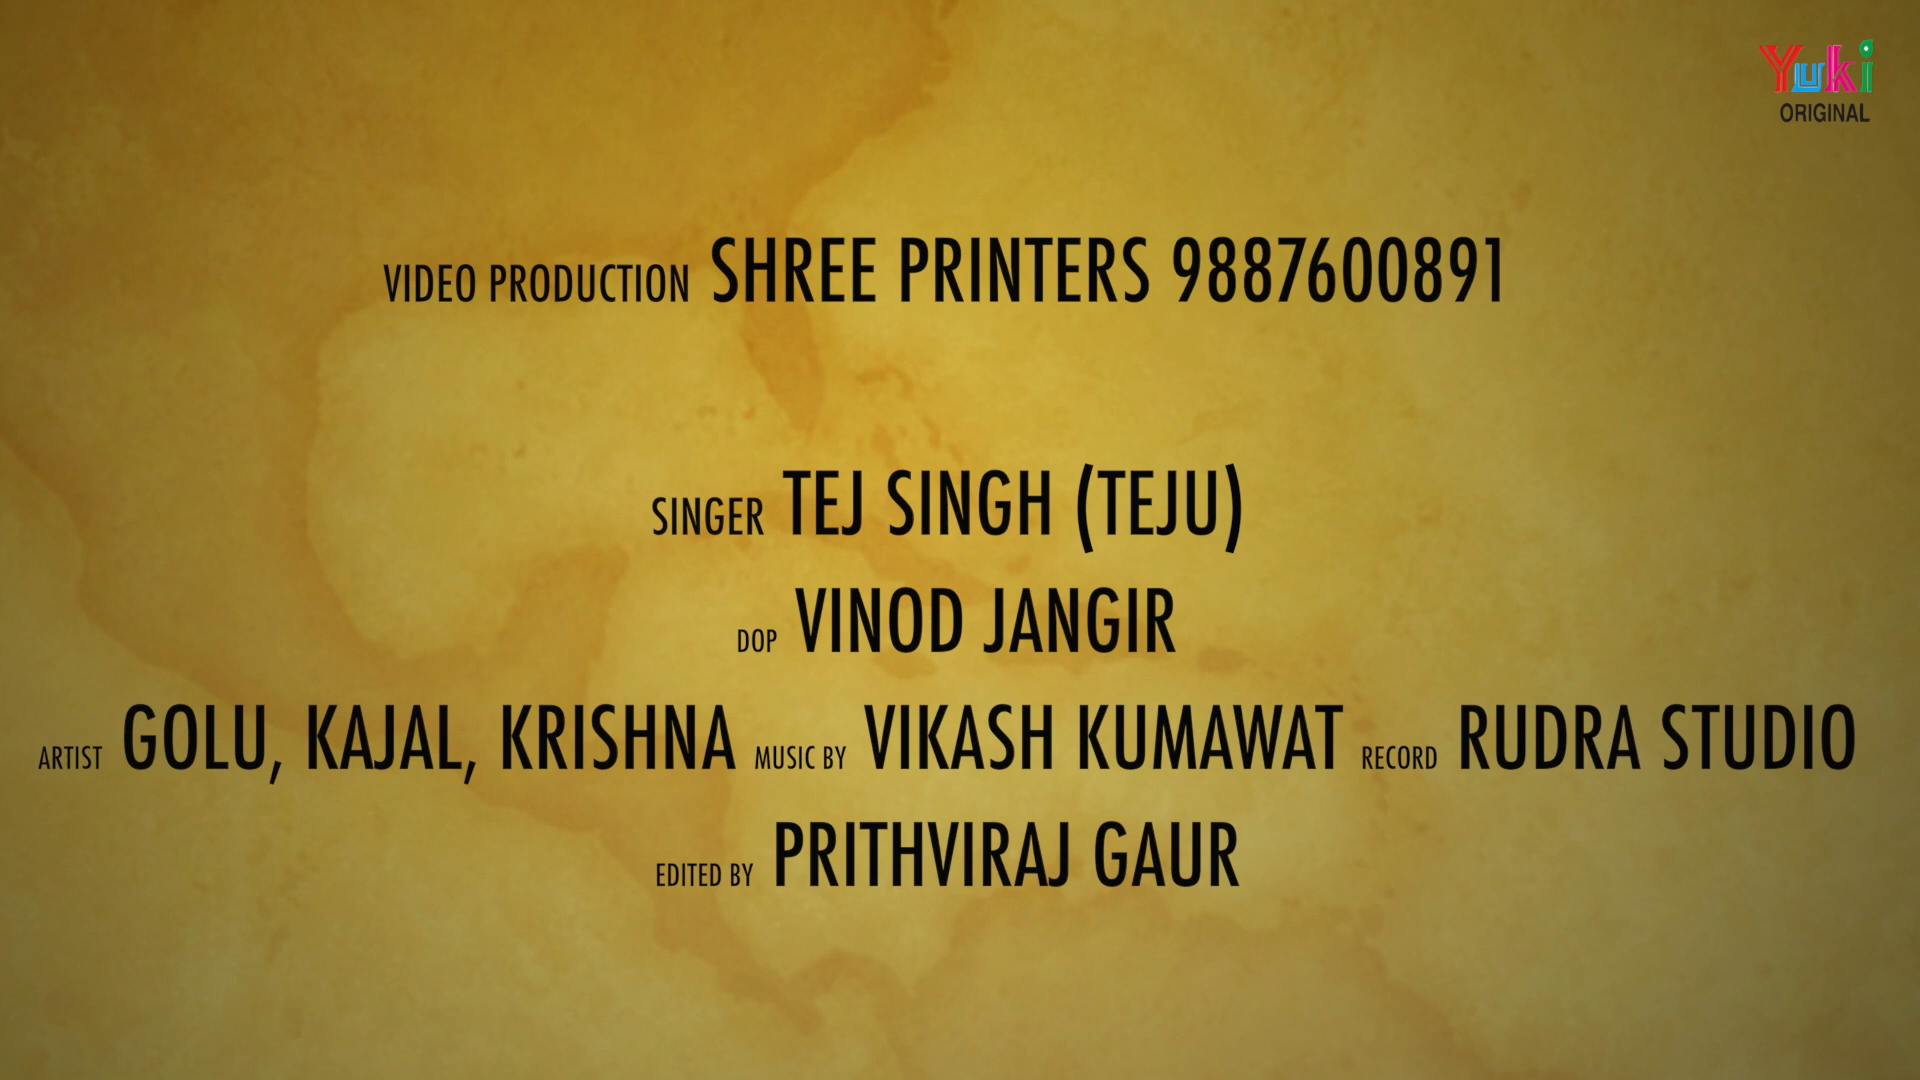 Yuki
ORIGINAL
VIDEO PRODUCTION SHREE PRINTERS 9887600891
SINGER TEJ SINGH (TEJU)
DOP VINOD JANGIR
ARTIST GOLU, KAJAL, KRISHNA MUSIC BY VIKASH KUMAWAT RECORD RUDRA STUDIO
EDITED BY PRITHVIRAJ GAUR